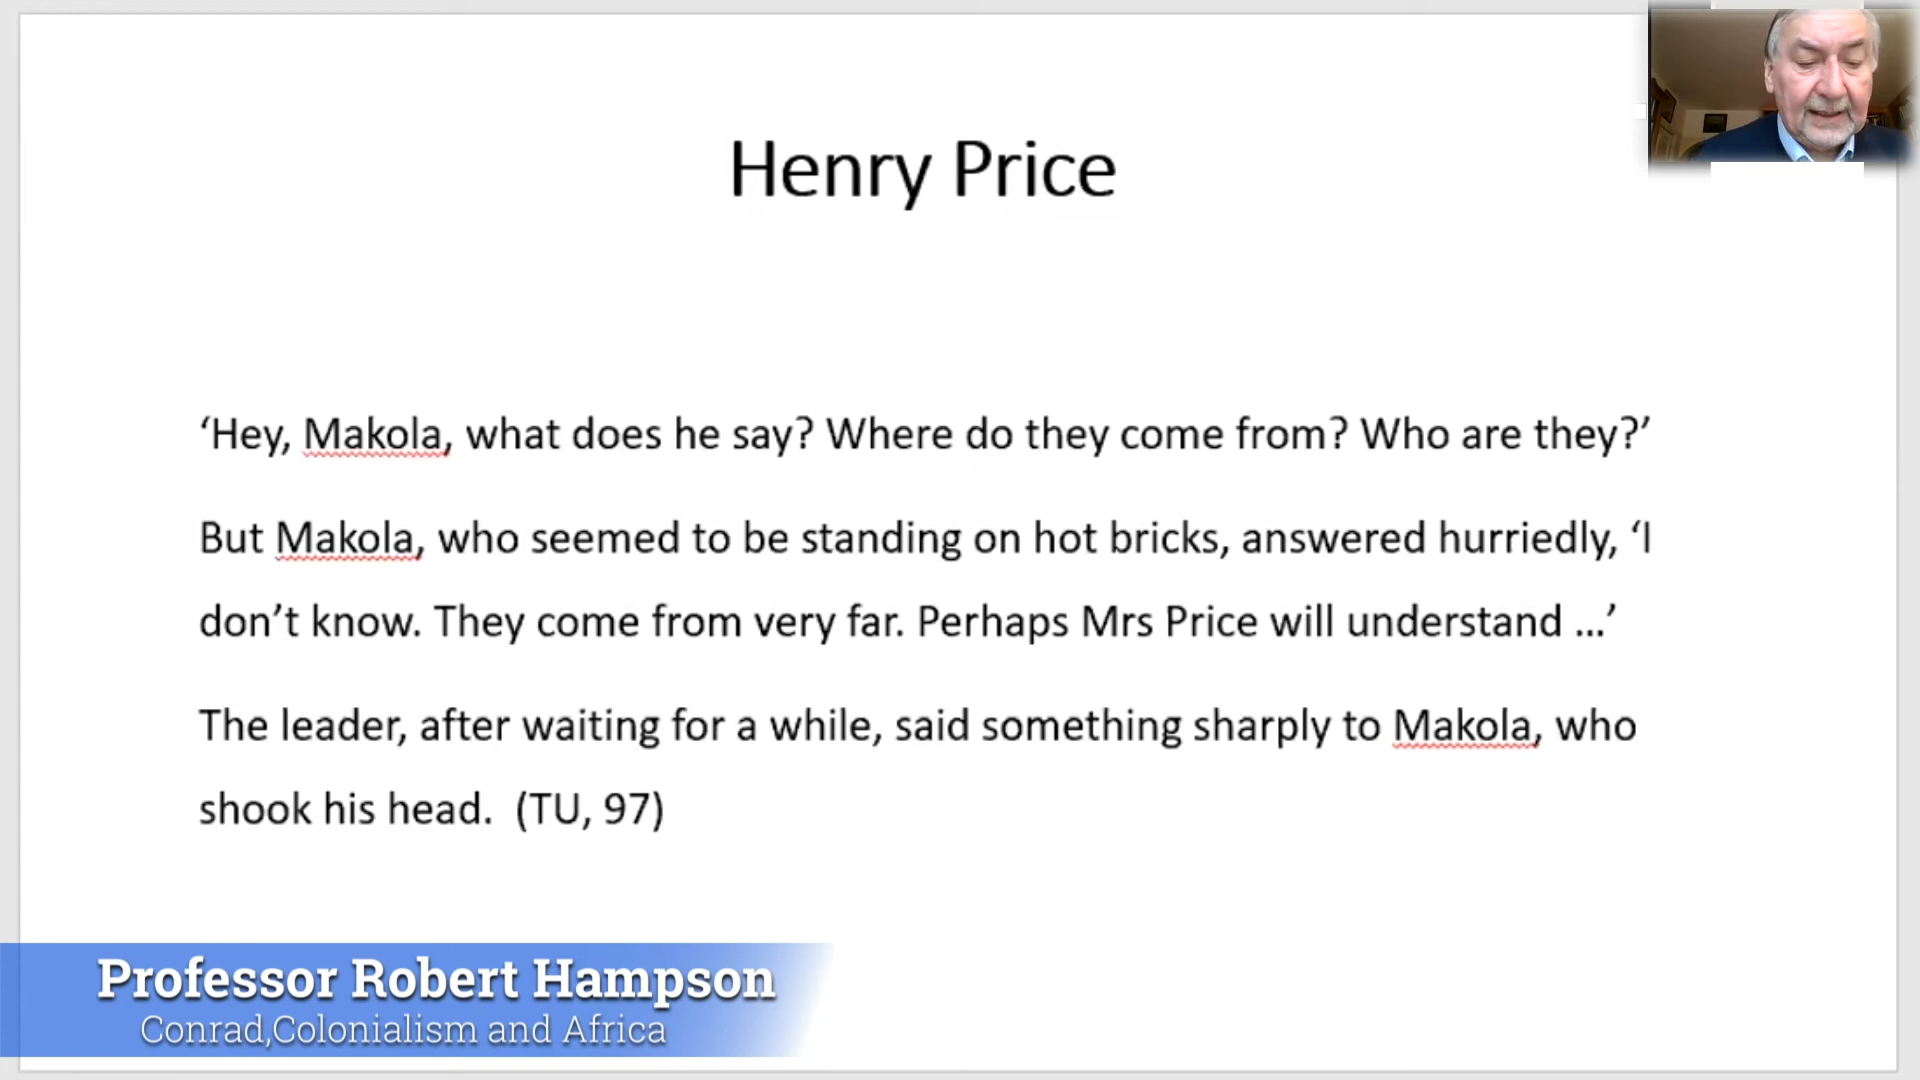 Henry Price
‘Hey, Makola, what does he say? Where do they come from? Who are they?’
But Makola, who seemed to be standing on hot bricks, answered hurriedly, ‘I
don’t know. They come from very far. Perhaps Mrs Price will understand ...’
The leader, after waiting for a while, said something sharply to Makola, who
shook his head. (TU, 97)
Professor Robert Hampson
Conrad,Colonialism and Africa